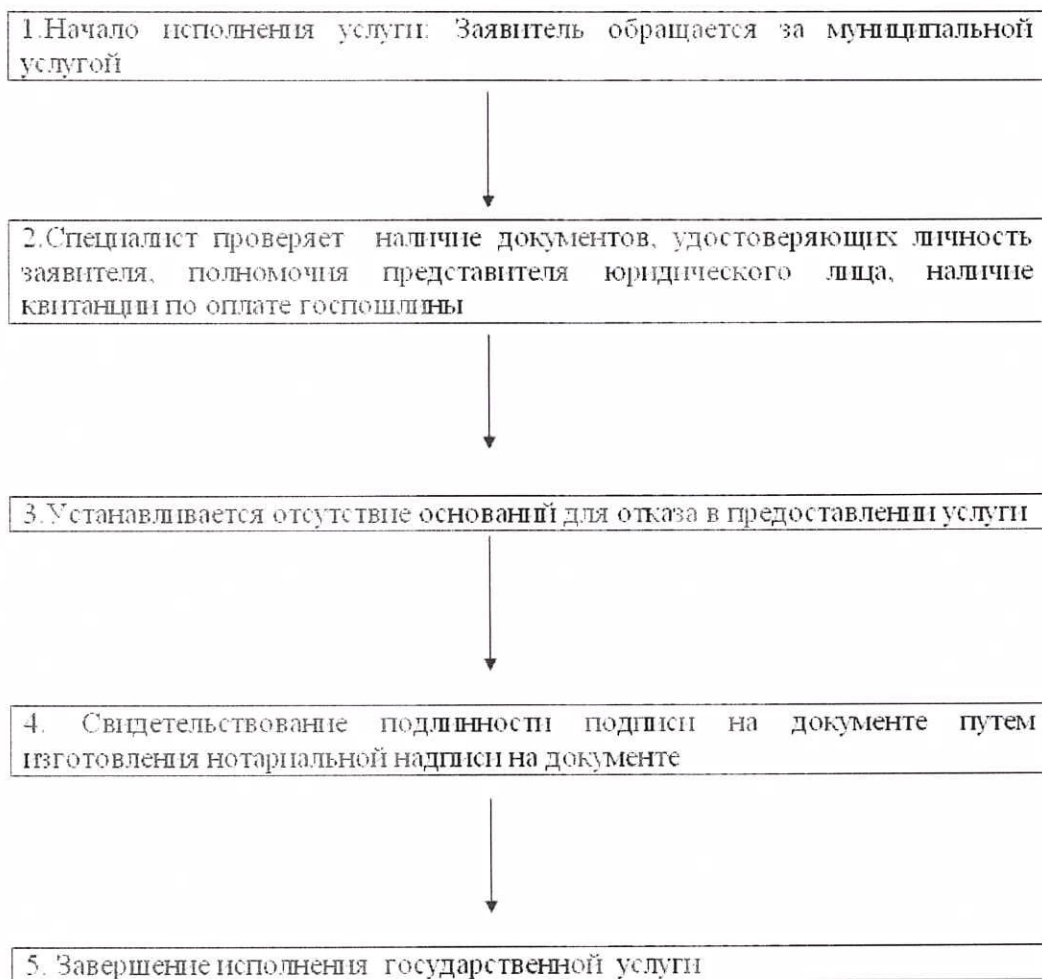 1.Начало исполнения услуги: Заявитель обращается за муниципальной
услугой
2.Специалист проверяет наличие документов, удостоверяющих личность
заявителя, полномочия представителя юридического лица, наличие
квитанции по оплате госпошлины
3.Устанавливается отсутствие оснований для отказа в предоставлении услуги
4. Свидетельствование подлинности подписи на документе путем
изготовления нотариальной надписи на документе
5. Завершение исполнения государственной услуги